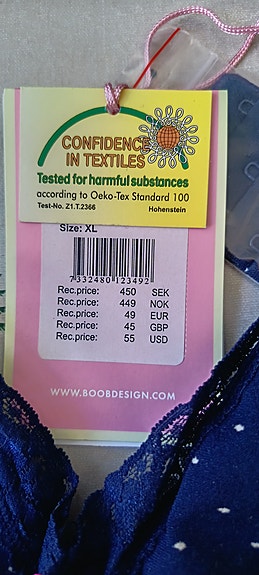 CONFIDENCE
IN TEXTILES
Tested for harmful substances
according to Oeko-Tex Standard 100
Test-No. Z1.T.2366 Hohenstein
Size: XL
7 332480 123492
Rec.price: 450 SEK
Rec.price: 449 NOK
Rec.price: 49 EUR
Rec.price: 45 GBP
Rec.price: 55 USD
WWW.BOOBDESIGN.COM